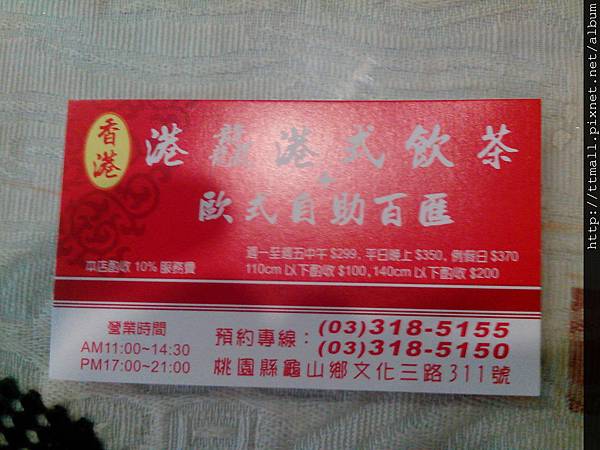 香港
港龍港式飲茶
歐式自助百匯
本店酌收 10% 服務費
週一至週五中午 $299, 平日晚上 $350, 例假日 $370
110cm 以下酌收 $100, 140cm 以下酌收 $200
營業時間
AM11:00~14:30
PM17:00~21:00
預約專線：(03)318-5155
(03)318-5150
桃園縣龜山鄉文化三路311號
http://ttmall.pixnet.net/album